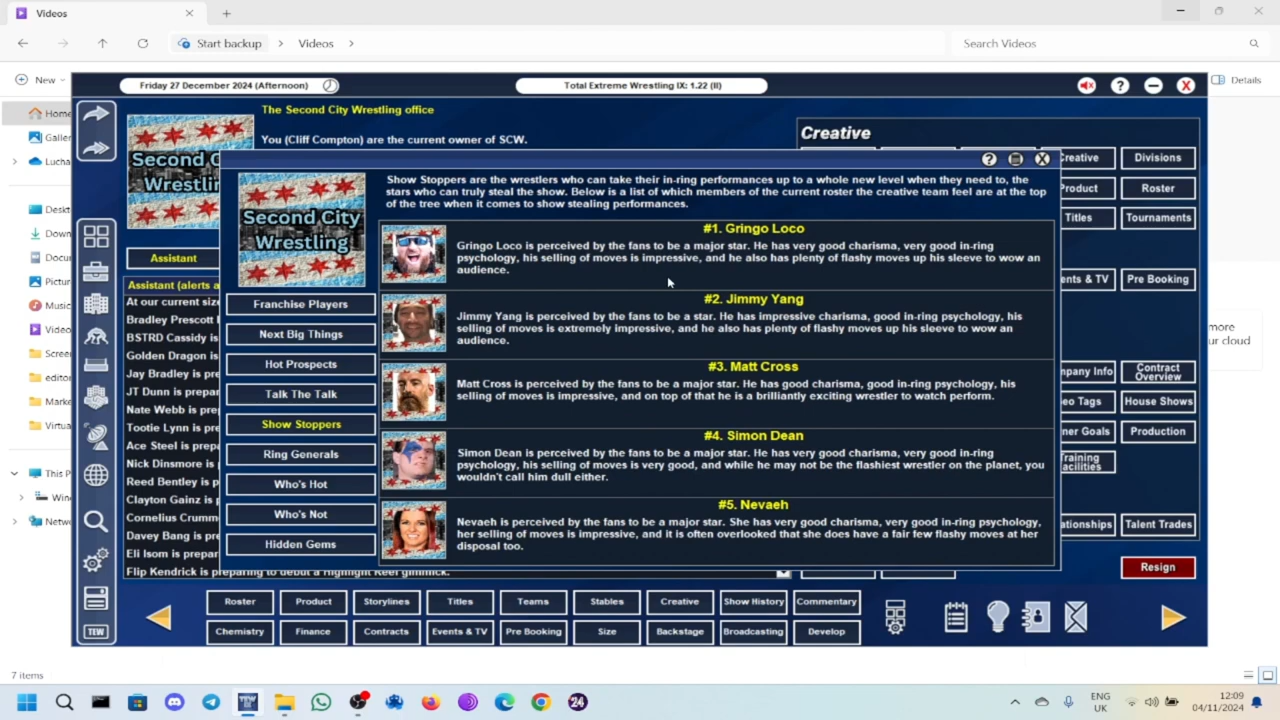 Videos
Start backup
Videos
Search Videos
New
Details
Home
Friday 27 December 2024 (Afternoon)
Total Extreme Wrestling IX: 1.22 (II)
The Second City Wrestling office
You (Cliff Compton) are the current owner of SCW.
Creative
Creative
Divisions
Product
Roster
Titles
Tournaments
Pre Booking
Contract
Overview
House Shows
Production
Talent Trades
Resign
Assistant
Show Stoppers are the wrestlers who can take their in-ring performances up to a whole new level when they need to, the
stars who can truly steal the show. Below is a list of which members of the current roster the creative team feel are at the top
of the tree when it comes to show stealing performances.
Second City
Wrestling
Franchise Players
Next Big Things
Hot Prospects
Talk The Talk
Show Stoppers
Ring Generals
Who's Hot
Who's Not
Hidden Gems
#1. Gringo Loco
Gringo Loco is perceived by the fans to be a major star. He has very good charisma, very good in-ring
psychology, his selling of moves is impressive, and he also has plenty of flashy moves up his sleeve to wow an
audience.
#2. Jimmy Yang
Jimmy Yang is perceived by the fans to be a star. He has impressive charisma, good in-ring psychology, his
selling of moves is extremely impressive, and he also has plenty of flashy moves up his sleeve to wow an
audience.
#3. Matt Cross
Matt Cross is perceived by the fans to be a major star. He has good charisma, good in-ring psychology, his
selling of moves is impressive, and on top of that he is a brilliantly exciting wrestler to watch perform.
#4. Simon Dean
Simon Dean is perceived by the fans to be a major star. He has very good charisma, very good in-ring
psychology, his selling of moves is very good, and while he may not be the flashiest wrestler on the planet, you
wouldn't call him dull either.
#5. Nevaeh
Nevaeh is perceived by the fans to be a major star. She has very good charisma, very good in-ring psychology,
her selling of moves is impressive, and it is often overlooked that she does have a fair few flashy moves at her
disposal too.
Assistant (alerts a
At our current size
Bradley Prescott
BSTRD Cassidy is
Golden Dragon is
Jay Bradley is prepa
JT Dunn is prepar
Nate Webb is pre
Tootie Lynn is prep
Ace Steel is prepa
Nick Dinsmore is
Reed Bentley is p
Clayton Gainz is p
Cornelius Crumm
Davey Bang is pre
Eli Isom is prepar
Flip Kendrick is preparing to debut a Highlight Reel gimmick.
Roster
Product
Storylines
Titles
Teams
Stables
Creative
Show History
Commentary
Chemistry
Finance
Contracts
Events & TV
Pre Booking
Size
Backstage
Broadcasting
Develop
TEW
7 items
24
ENG
UK
12:09
04/11/2024